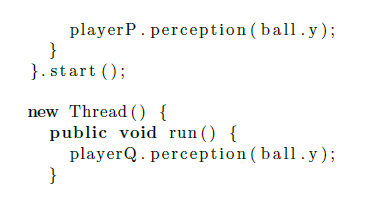 playerP.perception(ball.y);
}
}.start();
new Thread() {
public void run() {
playerQ.perception(ball.y);
}